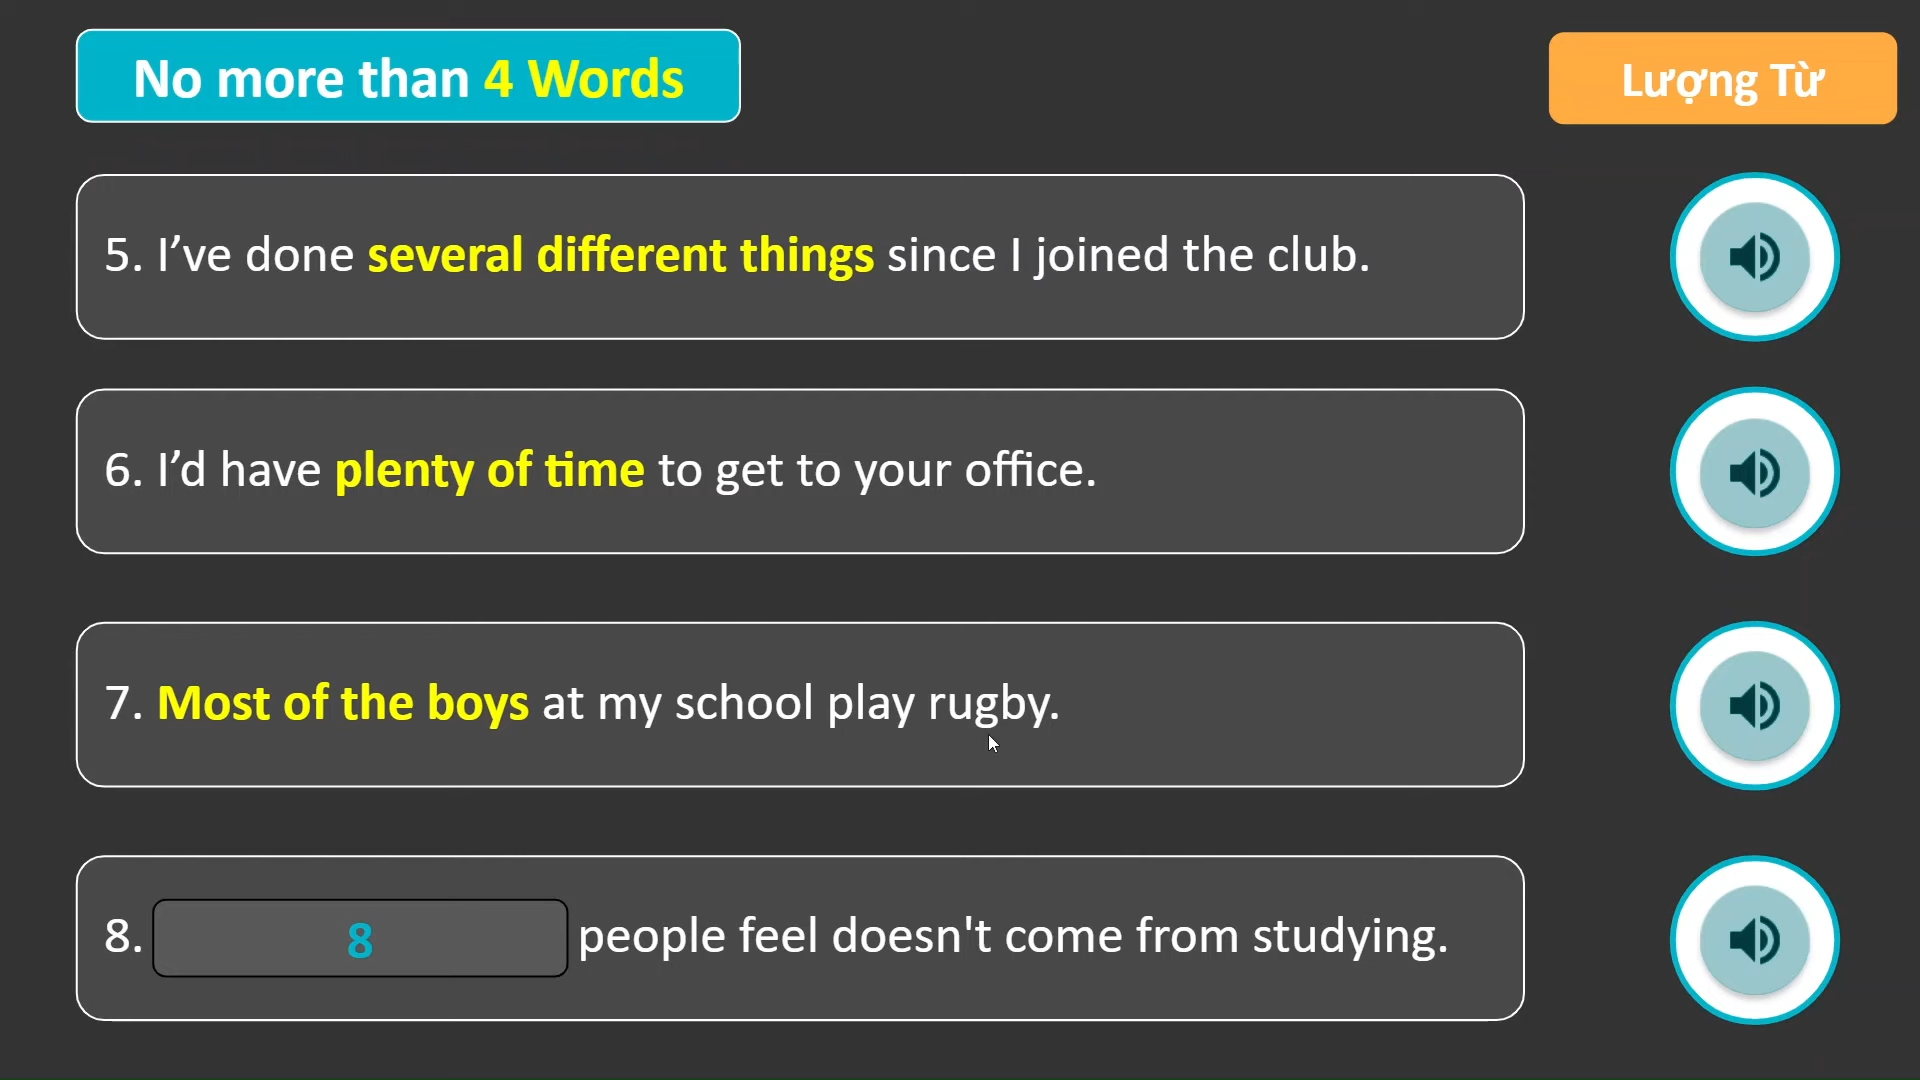 No more than 4 Words
Lượng Từ
5. I’ve done several different things since I joined the club.
6. I’d have plenty of time to get to your office.
7. Most of the boys at my school play rugby.
8. 8 people feel doesn't come from studying.